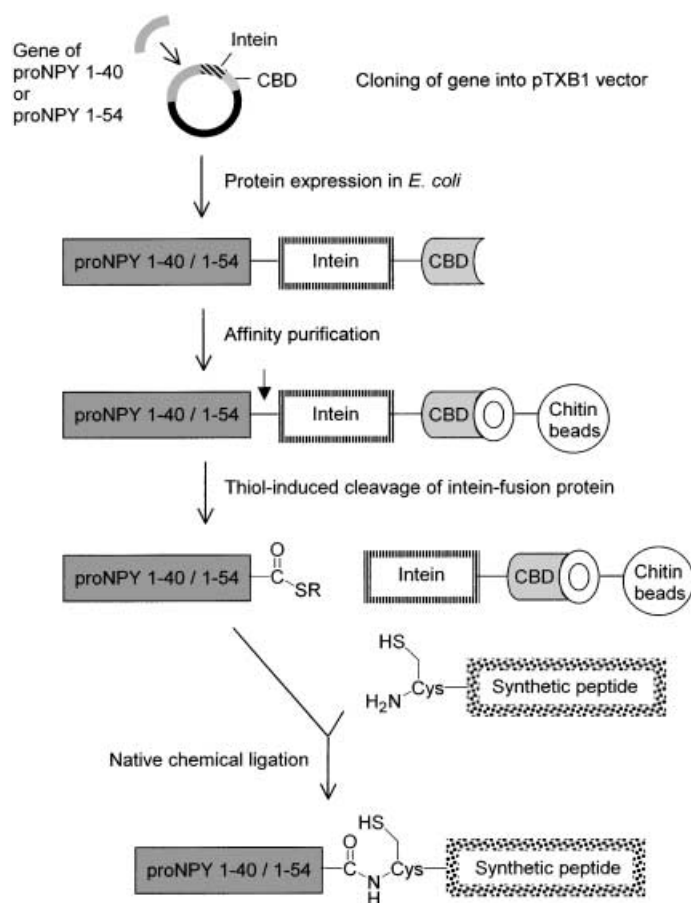 Gene of
proNPY 1-40
or
proNPY 1-54
Intein
CBD
Cloning of gene into pTXB1 vector
Protein expression in E. coli
proNPY 1-40 / 1-54
Intein
CBD
Affinity purification
proNPY 1-40 / 1-54
Intein
CBD
Chitin
beads
Thiol-induced cleavage of intein-fusion protein
proNPY 1-40 / 1-54
O
C
SR
Intein
CBD
Chitin
beads
HS
H₂N
Cys
Synthetic peptide
Native chemical ligation
proNPY 1-40 / 1-54
O
C
N
H
HS
Cys
Synthetic peptide